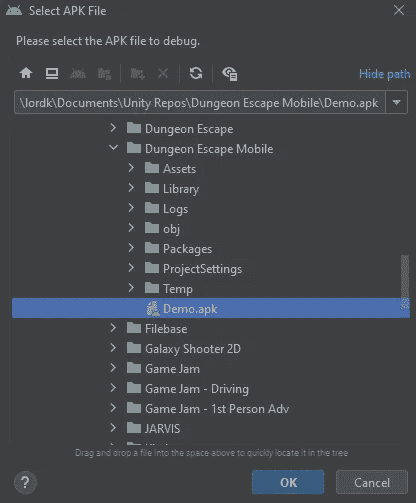 Select APK File
Please select the APK file to debug.
Hide path
\lordk\Documents\Unity Repos\Dungeon Escape Mobile\Demo.apk
Dungeon Escape
Dungeon Escape Mobile
Assets
Library
Logs
obj
Packages
ProjectSettings
Temp
Demo.apk
Filebase
Galaxy Shooter 2D
Game Jam
Game Jam - Driving
Game Jam - 1st Person Adv
JARVIS
Drag and drop a file into the space above to quickly locate it in the tree
?
OK
Cancel